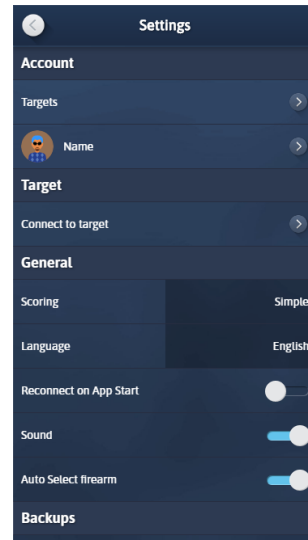 Settings
Account
Targets
Name
Target
Connect to target
General
Scoring Simple
Language English
Reconnect on App Start
Sound
Auto Select firearm
Backups